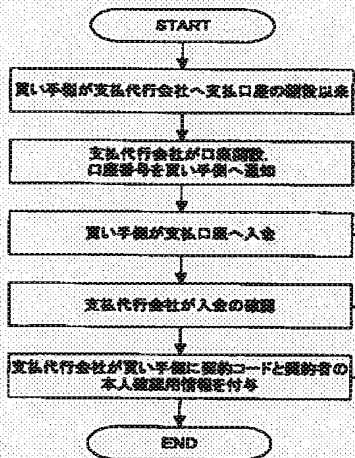 START
買い手側が支払代行会社へ支払口座の開設以来
支払代行会社が口座開設,
口座番号を買い手側へ通知
買い手側が支払口座へ入金
支払代行会社が入金の確認
支払代行会社が買い手側に契約コードと契約者の
本人確認用情報を付与
END